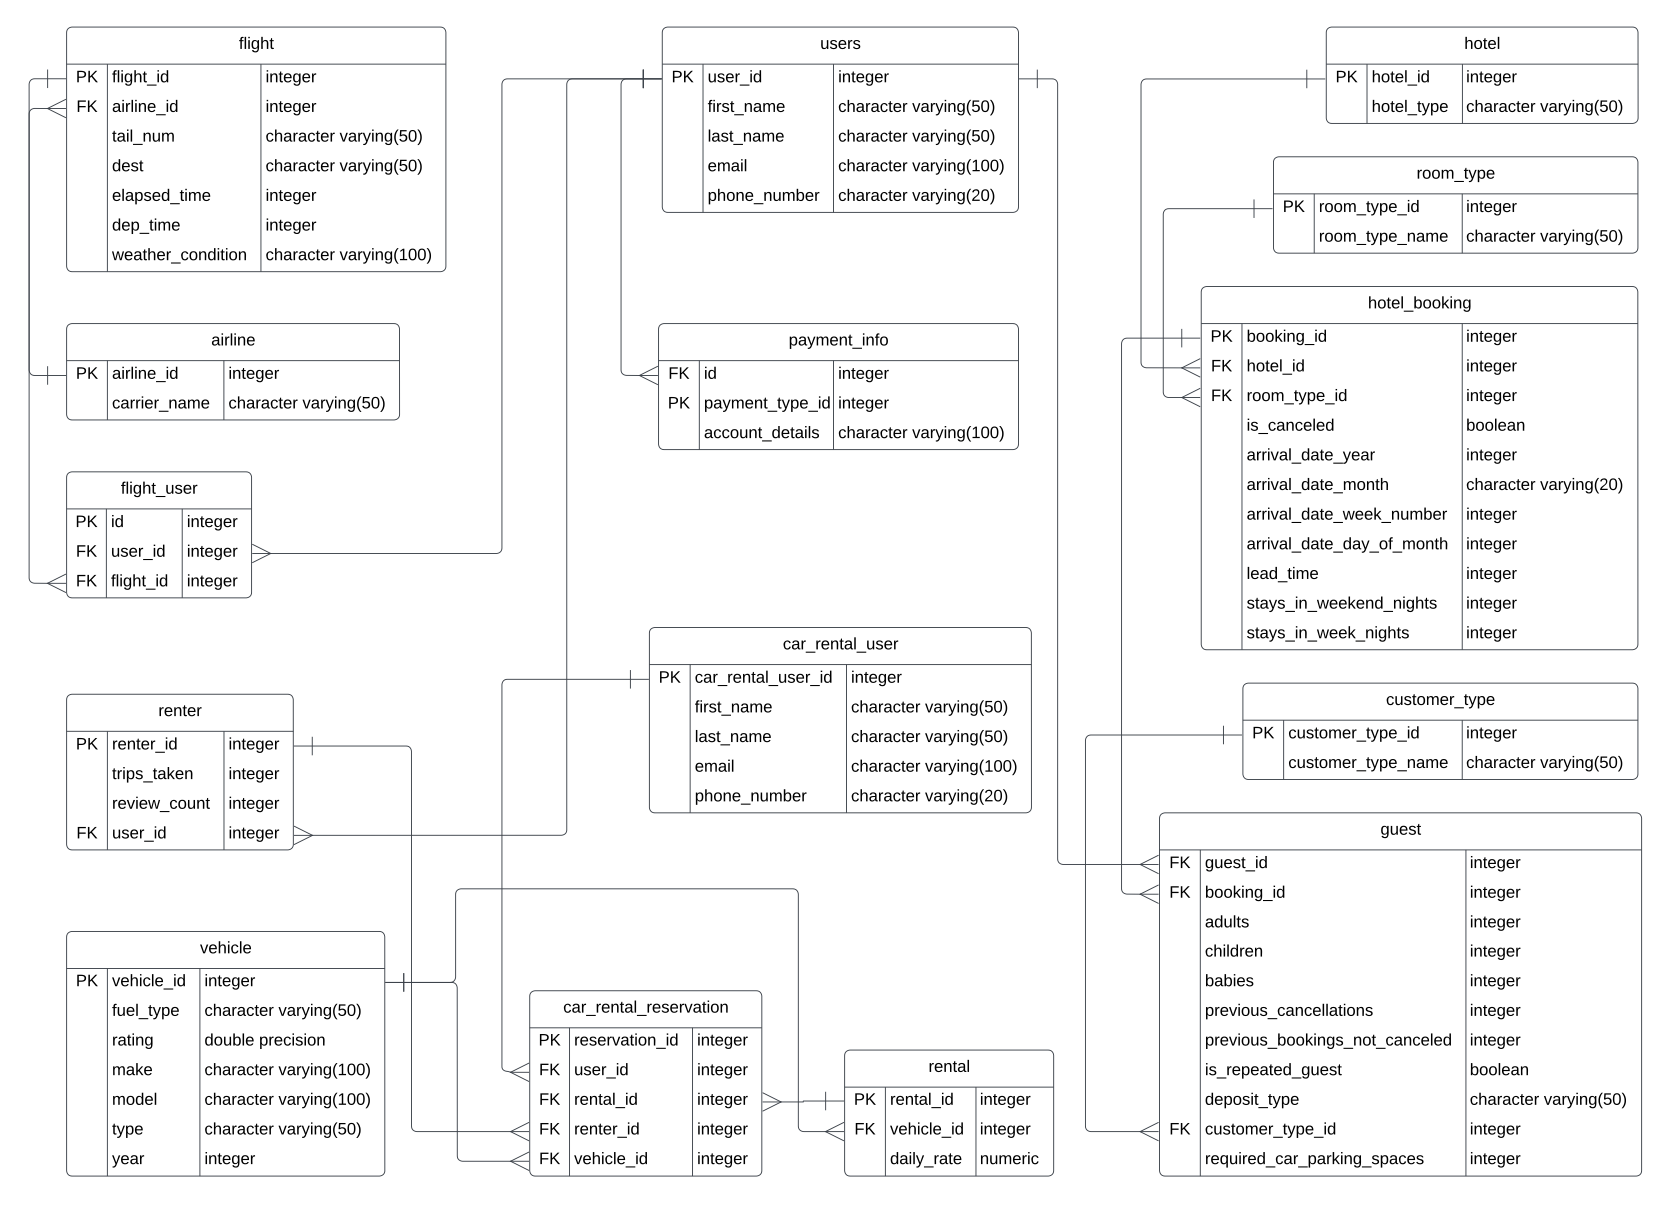 flight
PK flight_id integer
FK airline_id integer
tail_num character varying(50)
dest character varying(50)
elapsed_time integer
dep_time integer
weather_condition character varying(100)
airline
PK airline_id integer
carrier_name character varying(50)
flight_user
PK id integer
FK user_id integer
FK flight_id integer
renter
PK renter_id integer
trips_taken integer
review_count integer
FK user_id integer
vehicle
PK vehicle_id integer
fuel_type character varying(50)
rating double precision
make character varying(100)
model character varying(100)
type character varying(50)
year integer
users
PK user_id integer
first_name character varying(50)
last_name character varying(50)
email character varying(100)
phone_number character varying(20)
payment_info
FK id integer
PK payment_type_id integer
account_details character varying(100)
car_rental_user
PK car_rental_user_id integer
first_name character varying(50)
last_name character varying(50)
email character varying(100)
phone_number character varying(20)
car_rental_reservation
PK reservation_id integer
FK user_id integer
FK rental_id integer
FK renter_id integer
FK vehicle_id integer
rental
PK rental_id integer
FK vehicle_id integer
daily_rate numeric
hotel
PK hotel_id integer
hotel_type character varying(50)
room_type
PK room_type_id integer
room_type_name character varying(50)
hotel_booking
PK booking_id integer
FK hotel_id integer
FK room_type_id integer
is_canceled boolean
arrival_date_year integer
arrival_date_month character varying(20)
arrival_date_week_number integer
arrival_date_day_of_month integer
lead_time integer
stays_in_weekend_nights integer
stays_in_week_nights integer
customer_type
PK customer_type_id integer
customer_type_name character varying(50)
guest
FK guest_id integer
FK booking_id integer
adults integer
children integer
babies integer
previous_cancellations integer
previous_bookings_not_canceled integer
is_repeated_guest boolean
deposit_type character varying(50)
FK customer_type_id integer
required_car_parking_spaces integer